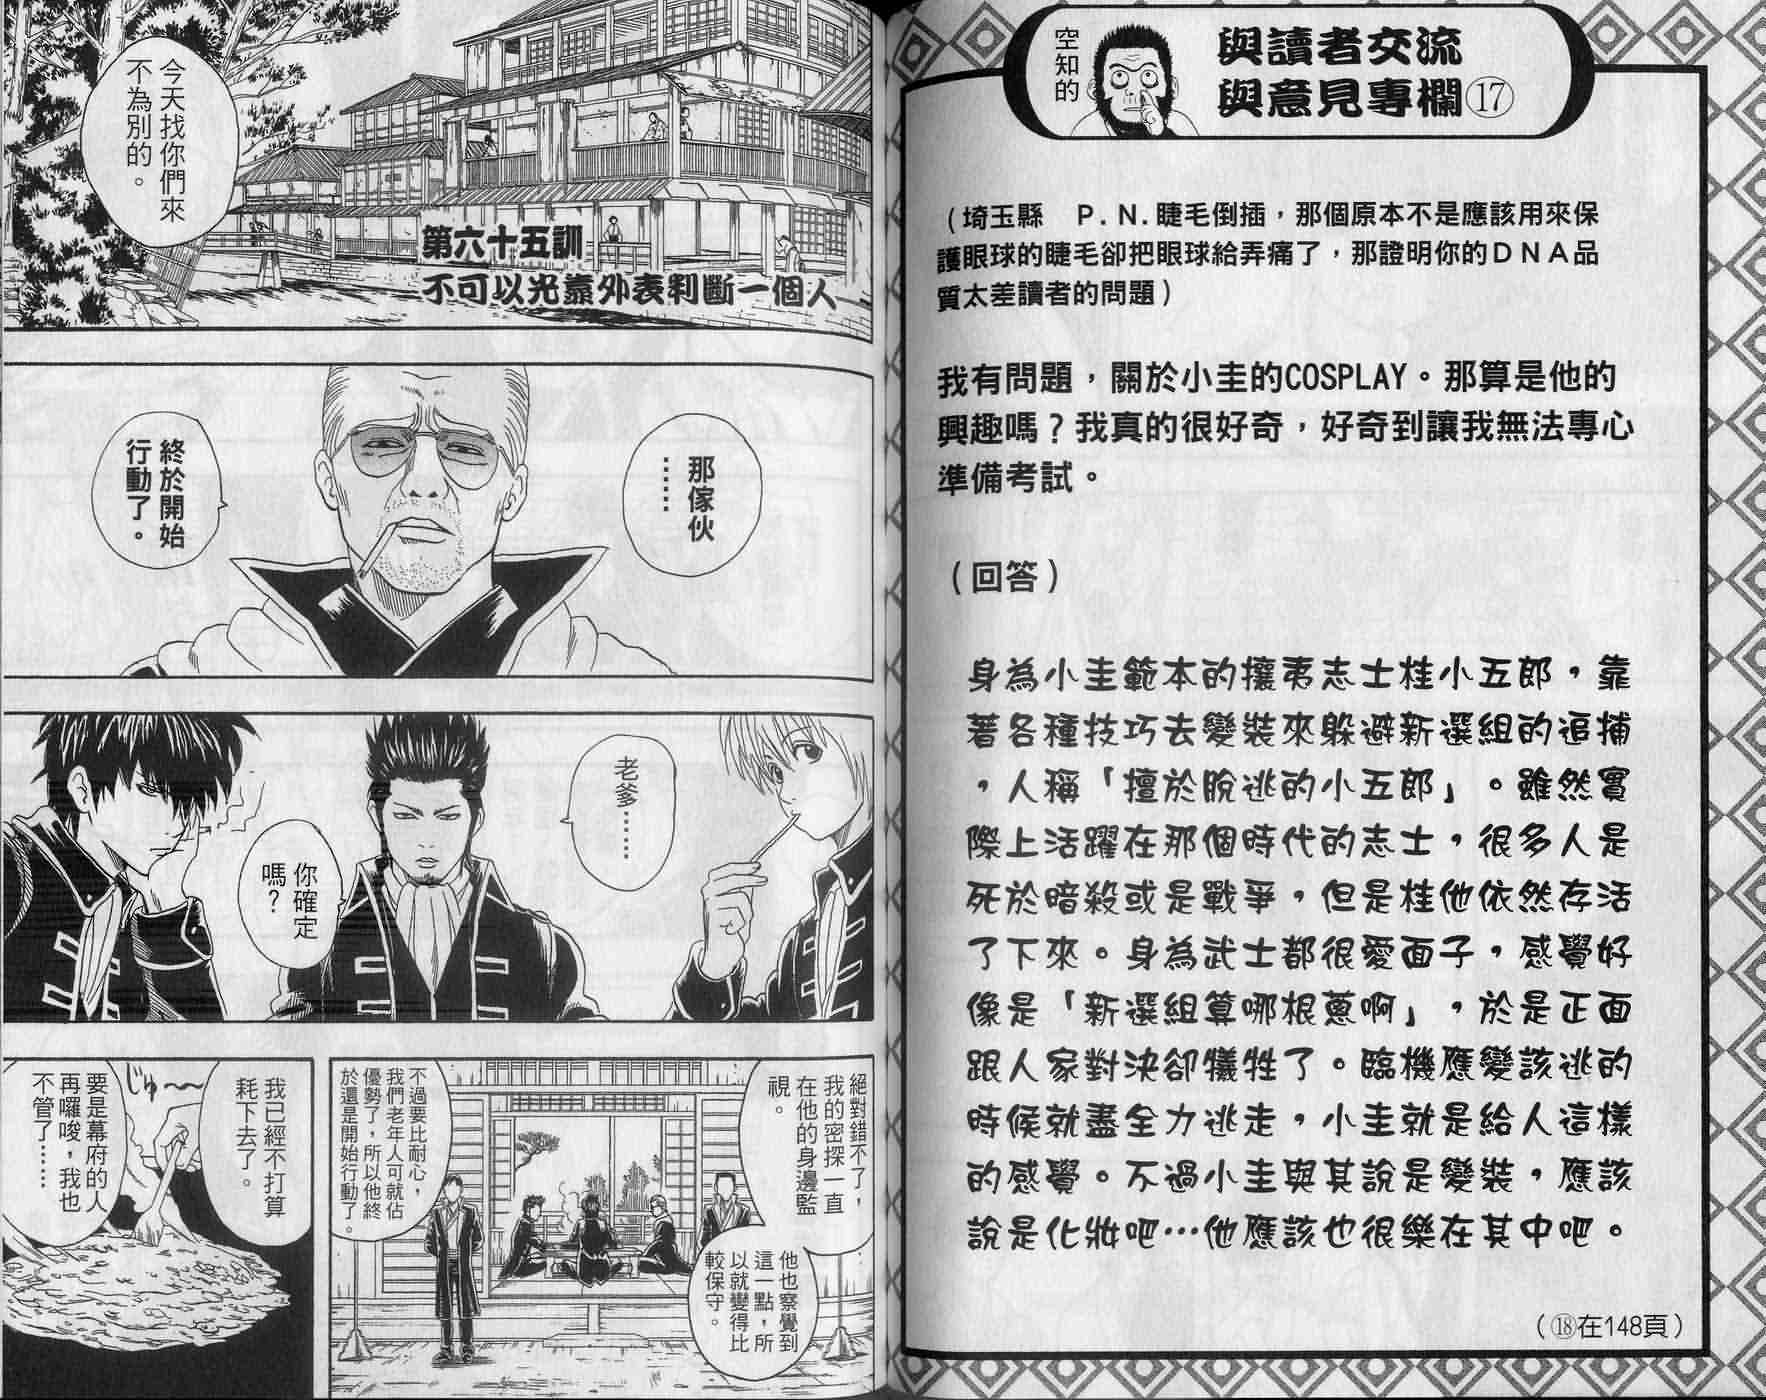 空知的
與讀者交流
與意見專欄⑰
(埼玉縣　P.N.睫毛倒插,那個原本不是應該用來保
護眼球的睫毛卻把眼球給弄痛了,那證明你的DNA品
質太差讀者的問題)
我有問題,關於小圭的COSPLAY。那算是他的
興趣嗎?我真的很好奇,好奇到讓我無法專心
準備考試。
(回答)
身為小圭範本的攘夷志士桂小五郎,靠
著各種技巧去變裝來躲避新選組的追捕
,人稱「擅於脫逃的小五郎」。雖然實
際上活躍在那個時代的志士,很多人是
死於暗殺或是戰爭,但是桂他依然存活
了下來。身為武士都很愛面子,感覺好
像是「新選組算哪根蔥啊」,於是正面
跟人家對決卻犧牲了。臨機應變該逃的
時候就盡全力逃走,小圭就是給人這樣
的感覺。不過小圭與其說是變裝,應該
說是化妝吧…他應該也很樂在其中吧。
(⑱在148頁)
今天找你們來
不為別的。
第六十五訓
不可以光靠外表判斷一個人
那傢伙
……
終於開始
行動了。
老爹……
你確定
嗎?
絕對錯不了,
我的密探一直
在他的身邊監
視。
他也察覺到
這一點,所
以就變得比
較保守。
不過要比耐心,
我們老年人可就佔
優勢了,所以他終
於還是開始行動了。
我已經不打算
耗下去了。
じゅ～
要是幕府的人
再囉唆,我也
不管了……